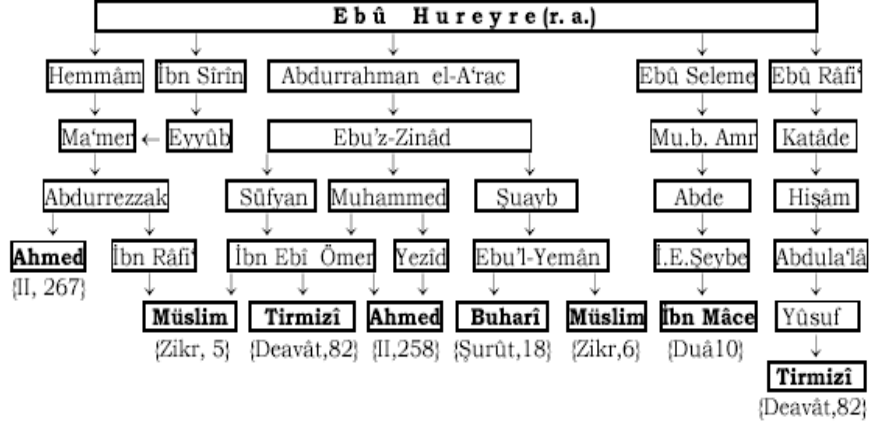 Ebû Hureyre (r. a.)
Hemmâm İbn Sîrîn Abdurrahman el-A‘rac Ebû Seleme Ebû Râfi‘
Ma‘mer ← Eyyûb Ebu’z-Zinâd Mu.b. Amr Katâde
Abdurrezzak Süfyan Muhammed Şuayb Abde Hişâm
Ahmed İbn Râfi‘ İbn Ebî Ömer Yezîd Ebu’l-Yemân İ.E.Şeybe Abdula‘lâ
{II, 267}
Müslim Tirmizî Ahmed Buharî Müslim İbn Mâce Yûsuf
{Zikr, 5} {Deavât,82} {II,258} {Şurût,18} {Zikr,6} {Duâ10}
Tirmizî
{Deavât,82}